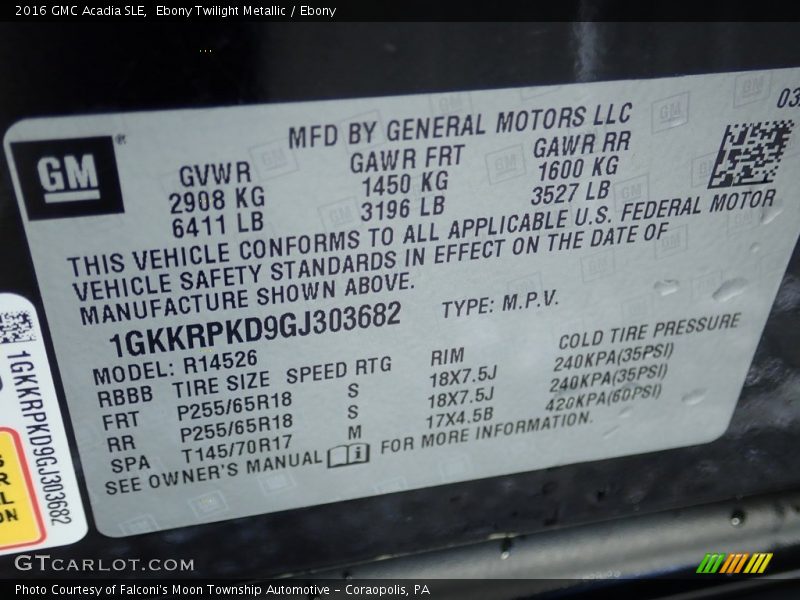 2016 GMC Acadia SLE,  Ebony Twilight Metallic / Ebony
03
GM
MFD BY GENERAL MOTORS LLC
GVWR GAWR FRT GAWR RR
2908 KG 1450 KG 1600 KG
6411 LB 3196 LB 3527 LB
THIS VEHICLE CONFORMS TO ALL APPLICABLE U.S. FEDERAL MOTOR
VEHICLE SAFETY STANDARDS IN EFFECT ON THE DATE OF
MANUFACTURE SHOWN ABOVE.
1GKKRPKD9GJ303682 TYPE: M.P.V.
MODEL: R14526
RBBB TIRE SIZE SPEED RTG RIM COLD TIRE PRESSURE
FRT P255/65R18 S 18X7.5J 240KPA(35PSI)
RR P255/65R18 S 18X7.5J 240KPA(35PSI)
SPA T145/70R17 M 17X4.5B 420KPA(60PSI)
SEE OWNER'S MANUAL FOR MORE INFORMATION.
1GKKRPKD9GJ303682
GTCARLOT.COM
Photo Courtesy of Falconi's Moon Township Automotive – Coraopolis, PA